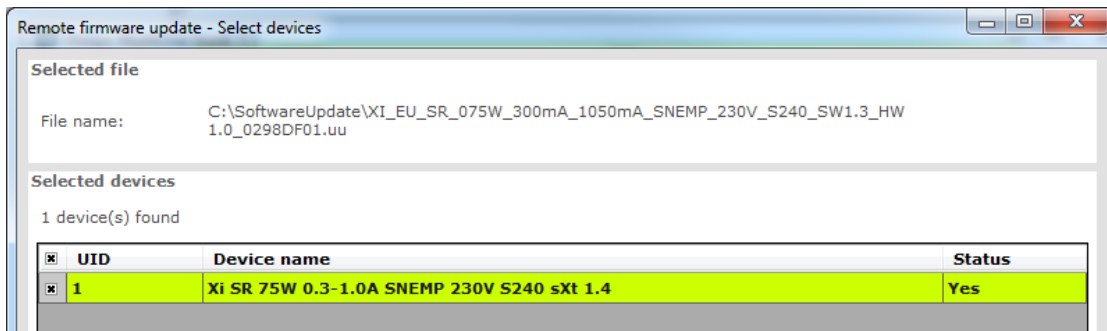 Remote firmware update - Select devices
Selected file
File name:
C:\SoftwareUpdate\XI_EU_SR_075W_300mA_1050mA_SNEMP_230V_S240_SW1.3_HW
1.0_0298DF01.uu
Selected devices
1 device(s) found
UID Device name Status
1 Xi SR 75W 0.3-1.0A SNEMP 230V S240 sXt 1.4 Yes